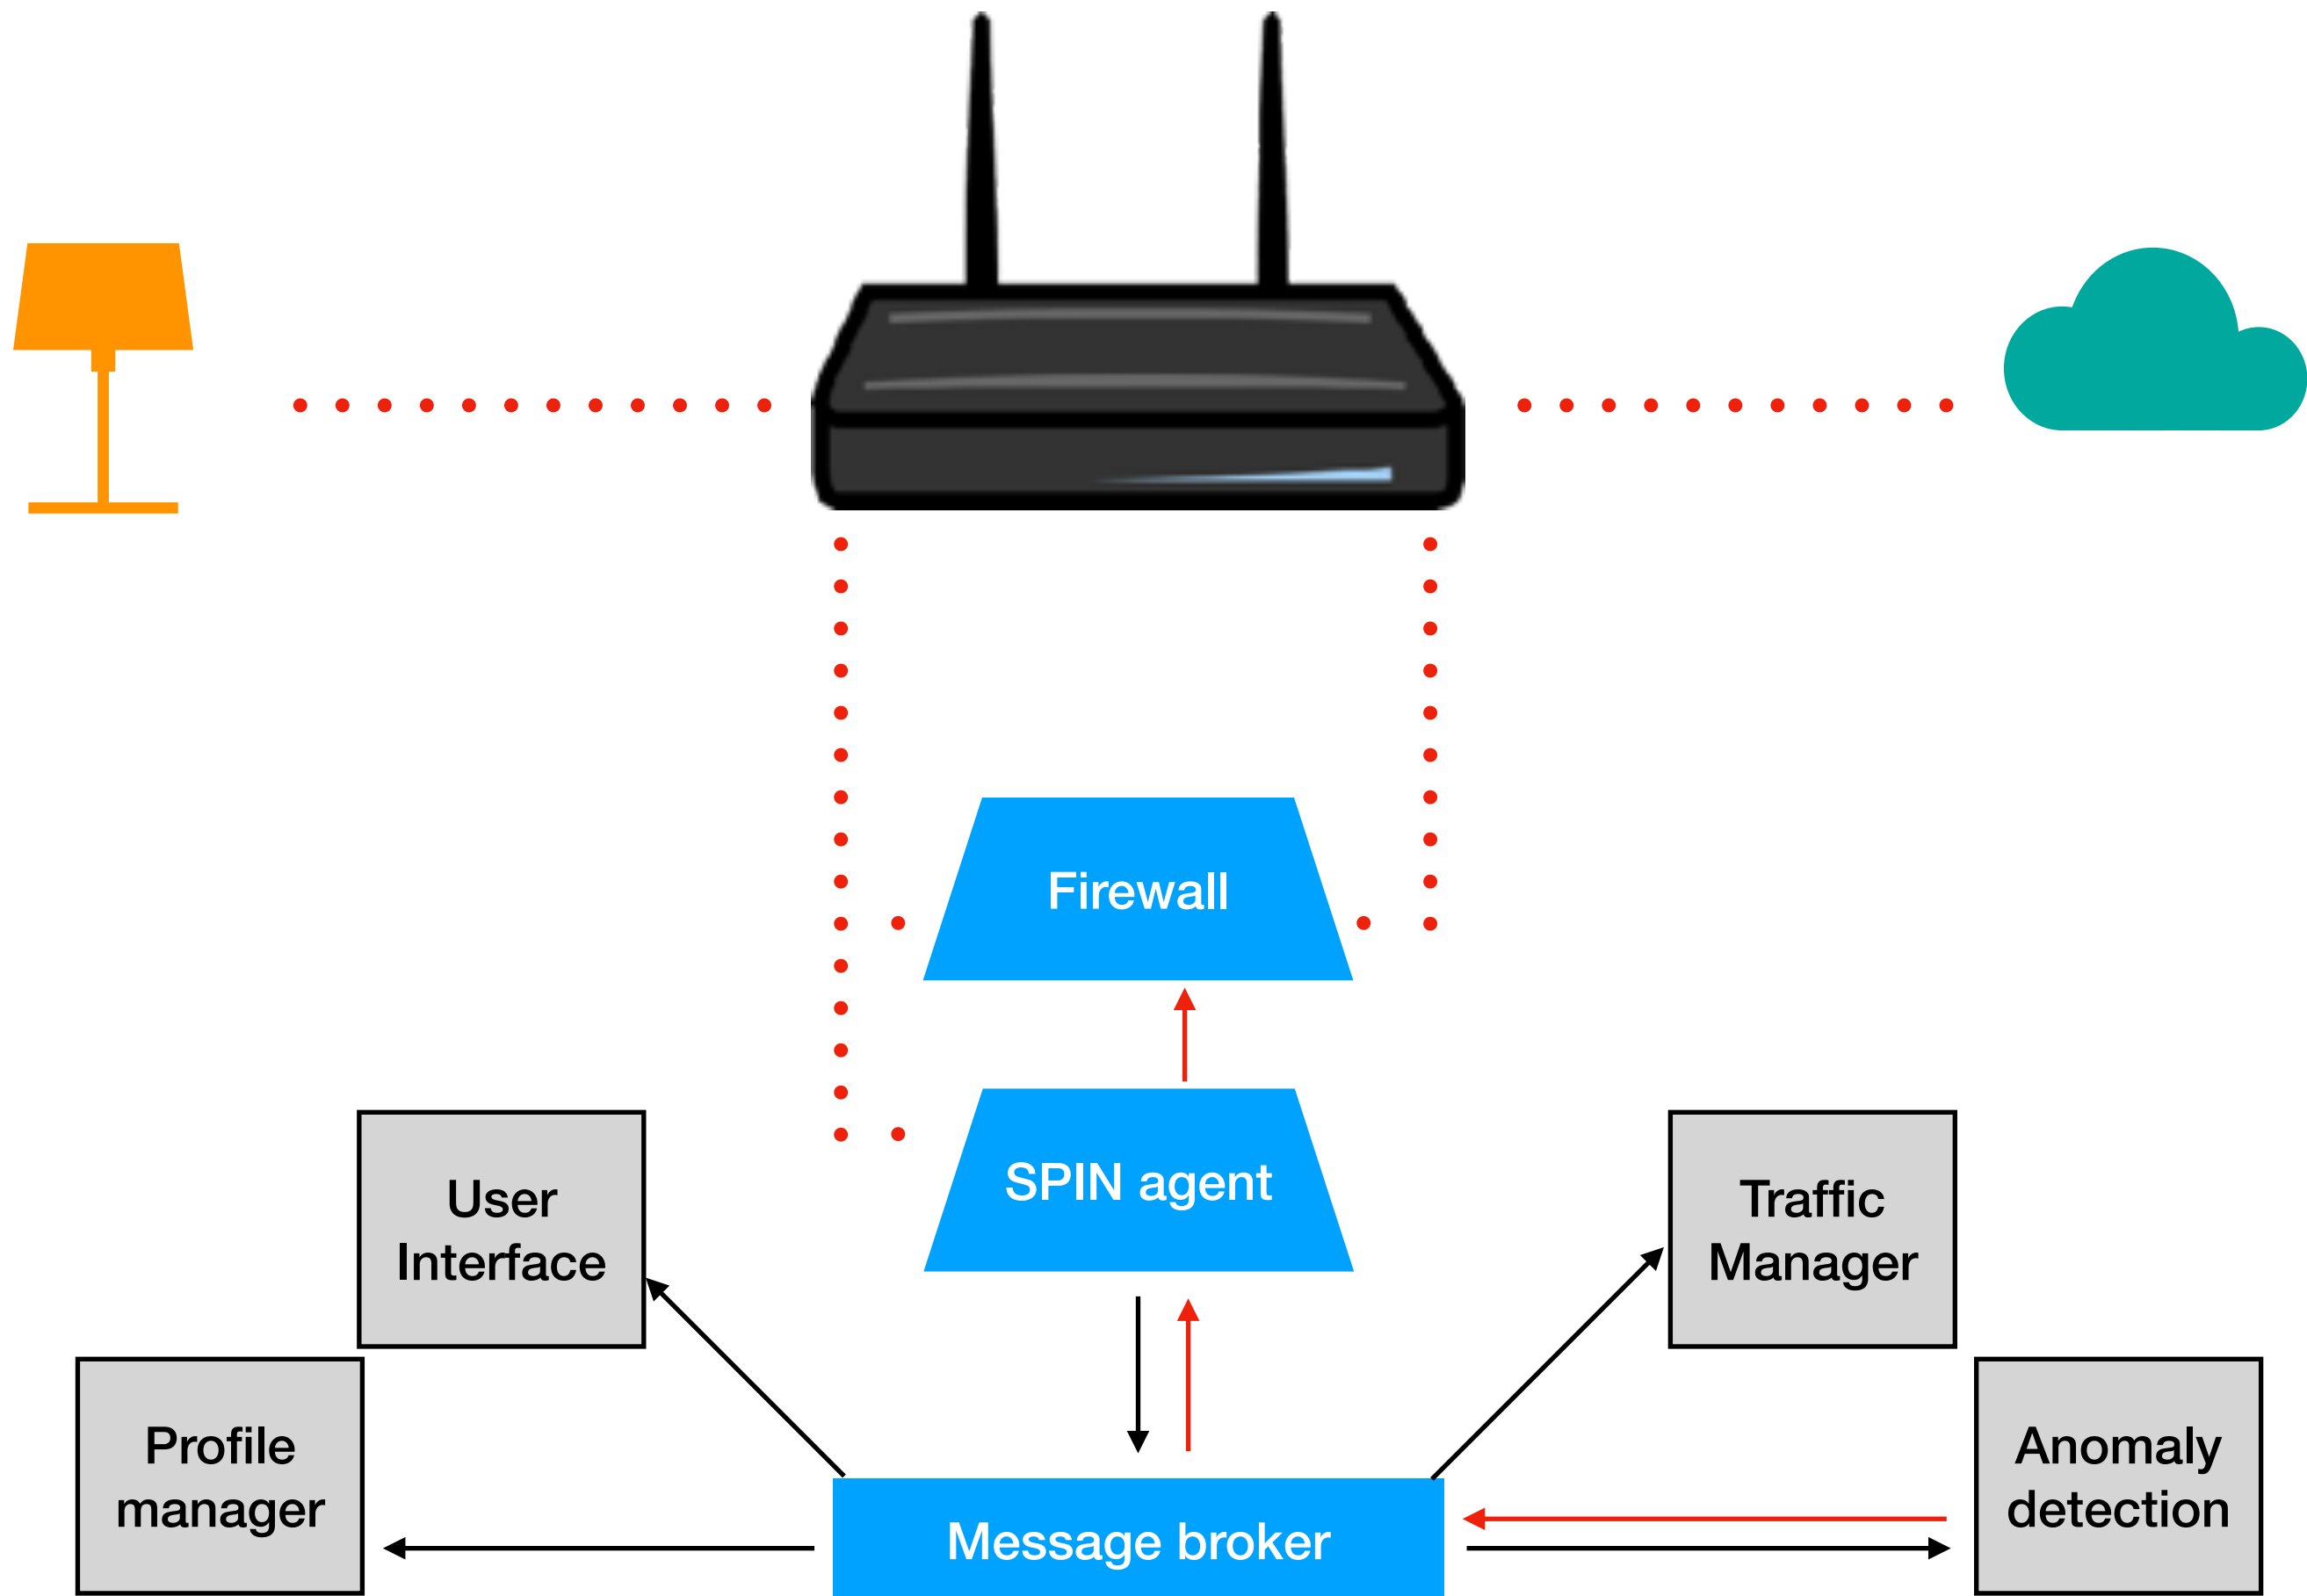 Firewall
SPIN agent
User
Interface
Traffic
Manager
Profile
manager
Anomaly
detection
Message broker